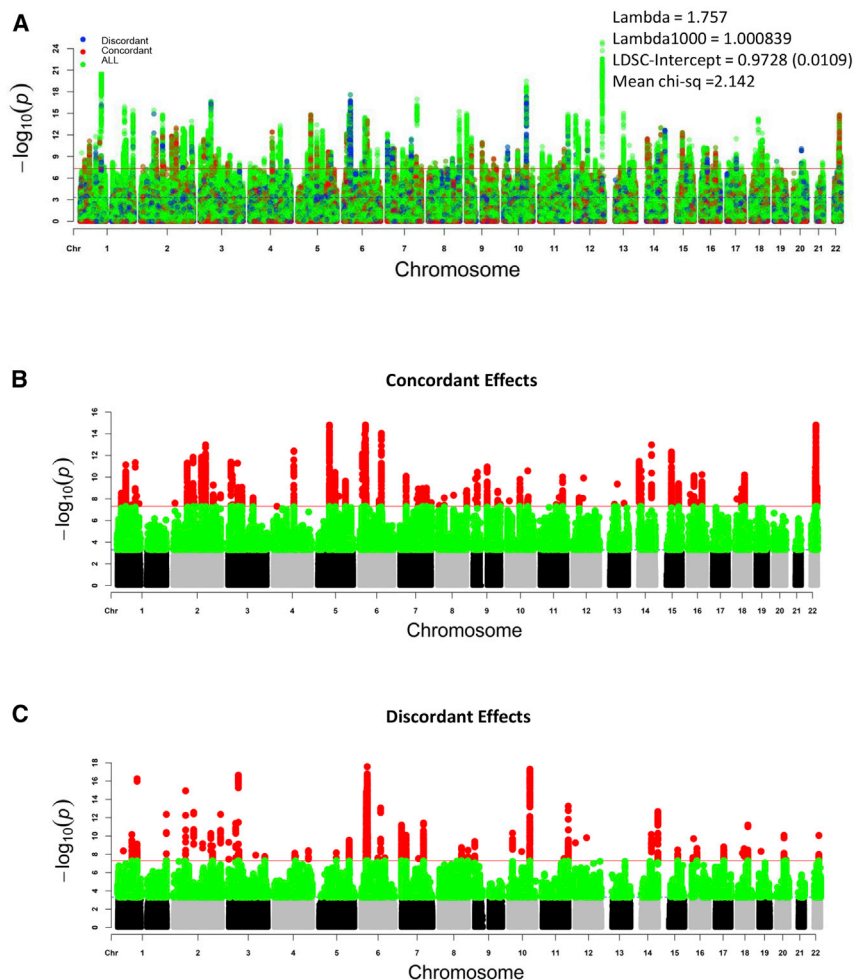 A
Discordant
Concordant
ALL
Lambda = 1.757
Lambda1000 = 1.000839
LDSC-Intercept = 0.9728 (0.0109)
Mean chi-sq =2.142
−log10(p)
24
21
18
15
12
9
6
3
0
Chr 1 2 3 4 5 6 7 8 9 10 11 12 13 14 15 16 17 18 19 20 21 22
Chromosome
B
Concordant Effects
−log10(p)
16
14
12
10
8
6
4
2
0
Chr 1 2 3 4 5 6 7 8 9 10 11 12 13 14 15 16 17 18 19 20 21 22
Chromosome
C
Discordant Effects
−log10(p)
18
16
14
12
10
8
6
4
2
0
Chr 1 2 3 4 5 6 7 8 9 10 11 12 13 14 15 16 17 18 19 20 21 22
Chromosome